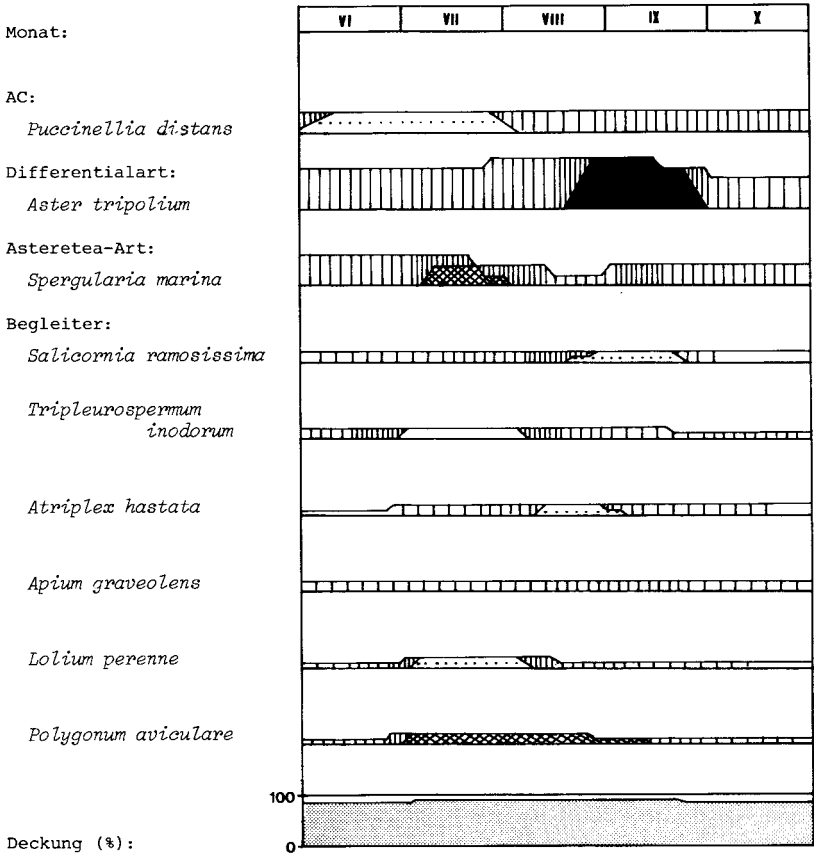 Monat: VI VII VIII IX X
AC:
Puccinellia distans
Differentialart:
Aster tripolium
Asteretea-Art:
Spergularia marina
Begleiter:
Salicornia ramosissima
Tripleurospermum
inodorum
Atriplex hastata
Apium graveolens
Lolium perenne
Polygonum aviculare
100
Deckung (%): 0